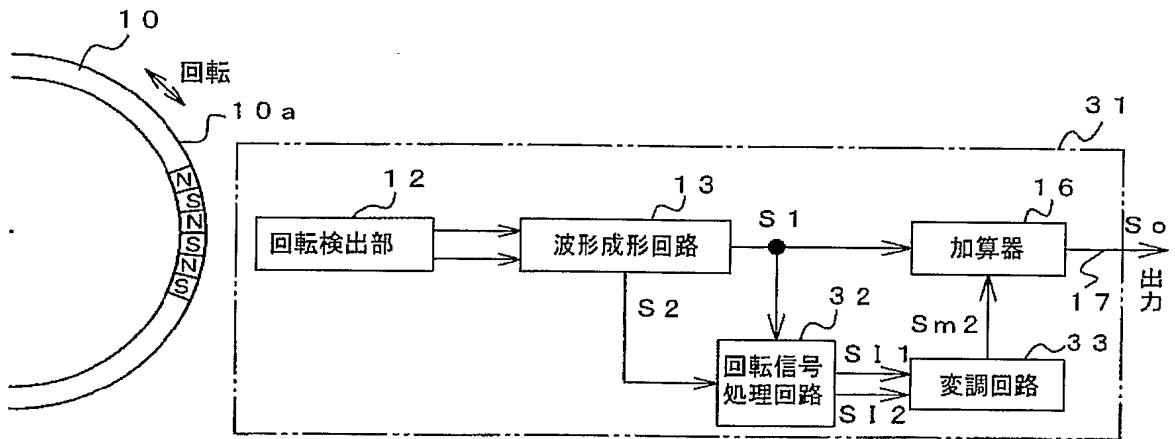 １０
回転
１０ａ
３１
N
S
N
S
N
S
１２
回転検出部
１３
波形成形回路
Ｓ１
１６
加算器
Ｓｏ
出力
１７
Ｓ２
３２
回転信号
処理回路
ＳＩ１
ＳＩ２
Ｓｍ２
３３
変調回路